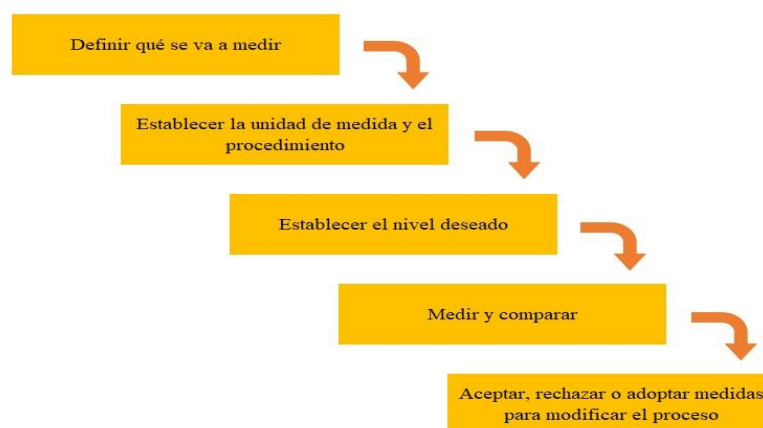 Definir qué se va a medir
Establecer la unidad de medida y el
procedimiento
Establecer el nivel deseado
Medir y comparar
Aceptar, rechazar o adoptar medidas
para modificar el proceso